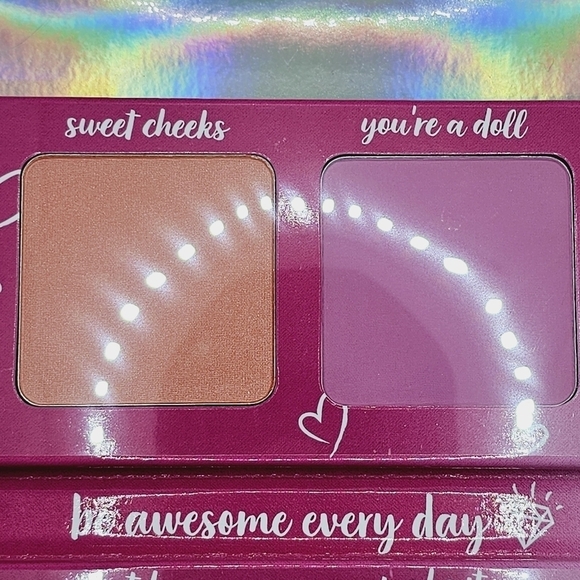 sweet cheeks
you're a doll
be awesome every day